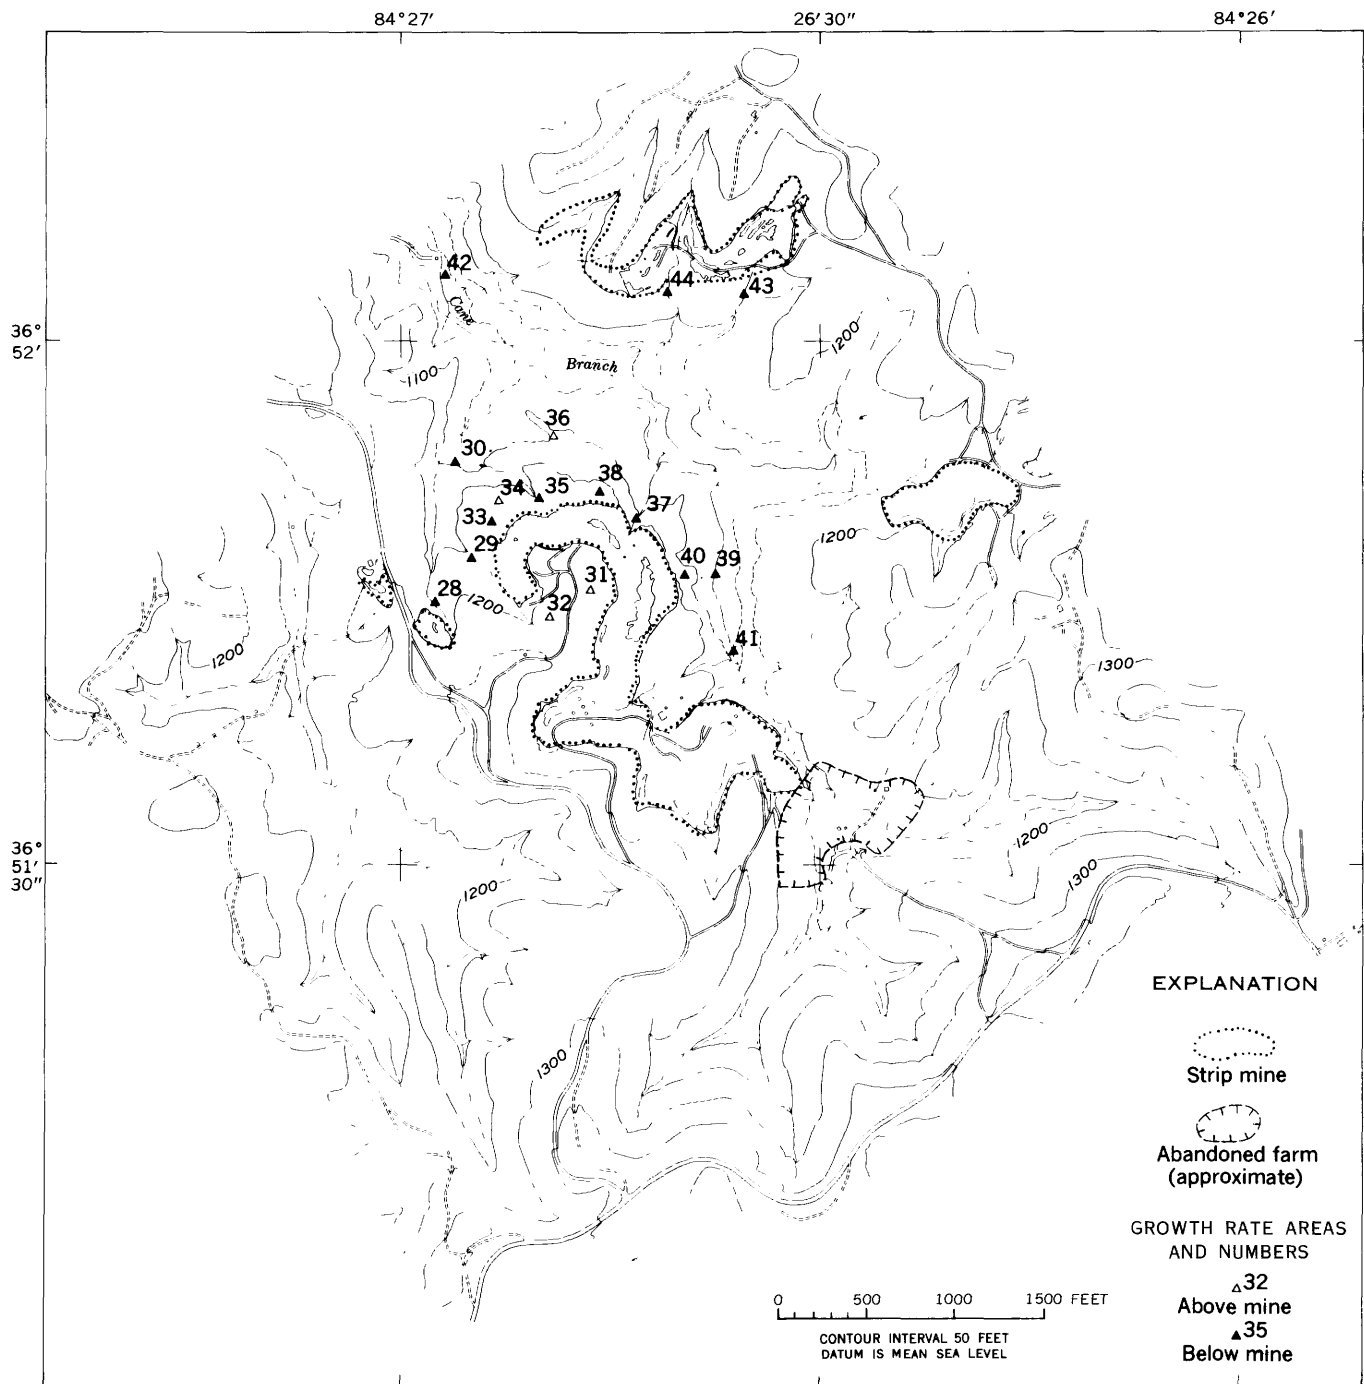 84°27′ 26′30″ 84°26′
42
44 43
Cane
36°
52′
1200
Branch
1100
36
30
34 35 38
37
33
1200
29
40 39
31
28 1200 32
41
1200
1300
1200
36°
51′
30″
1300
1200
1300
EXPLANATION
Strip mine
Abandoned farm
(approximate)
GROWTH RATE AREAS
AND NUMBERS
32
Above mine
35
Below mine
0 500 1000 1500 FEET
CONTOUR INTERVAL 50 FEET
DATUM IS MEAN SEA LEVEL